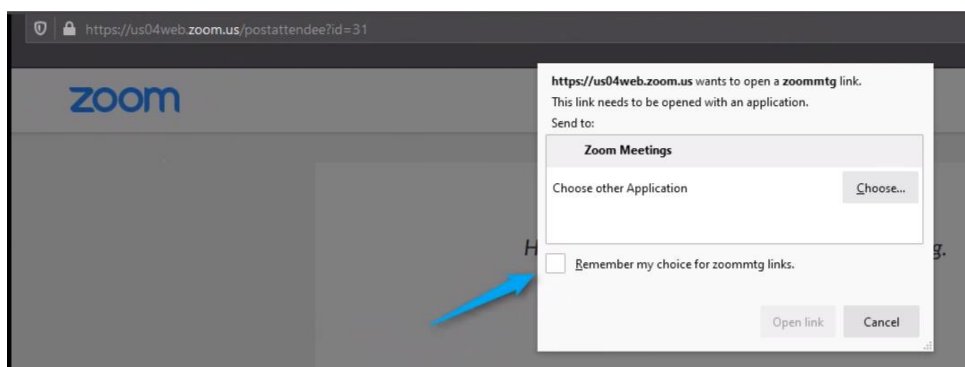 https://us04web.zoom.us/postattendee?id=31
zoom
https://us04web.zoom.us wants to open a zoommtg link.
This link needs to be opened with an application.
Send to:
Zoom Meetings
Choose other Application
Choose...
Remember my choice for zoommtg links.
Open link
Cancel